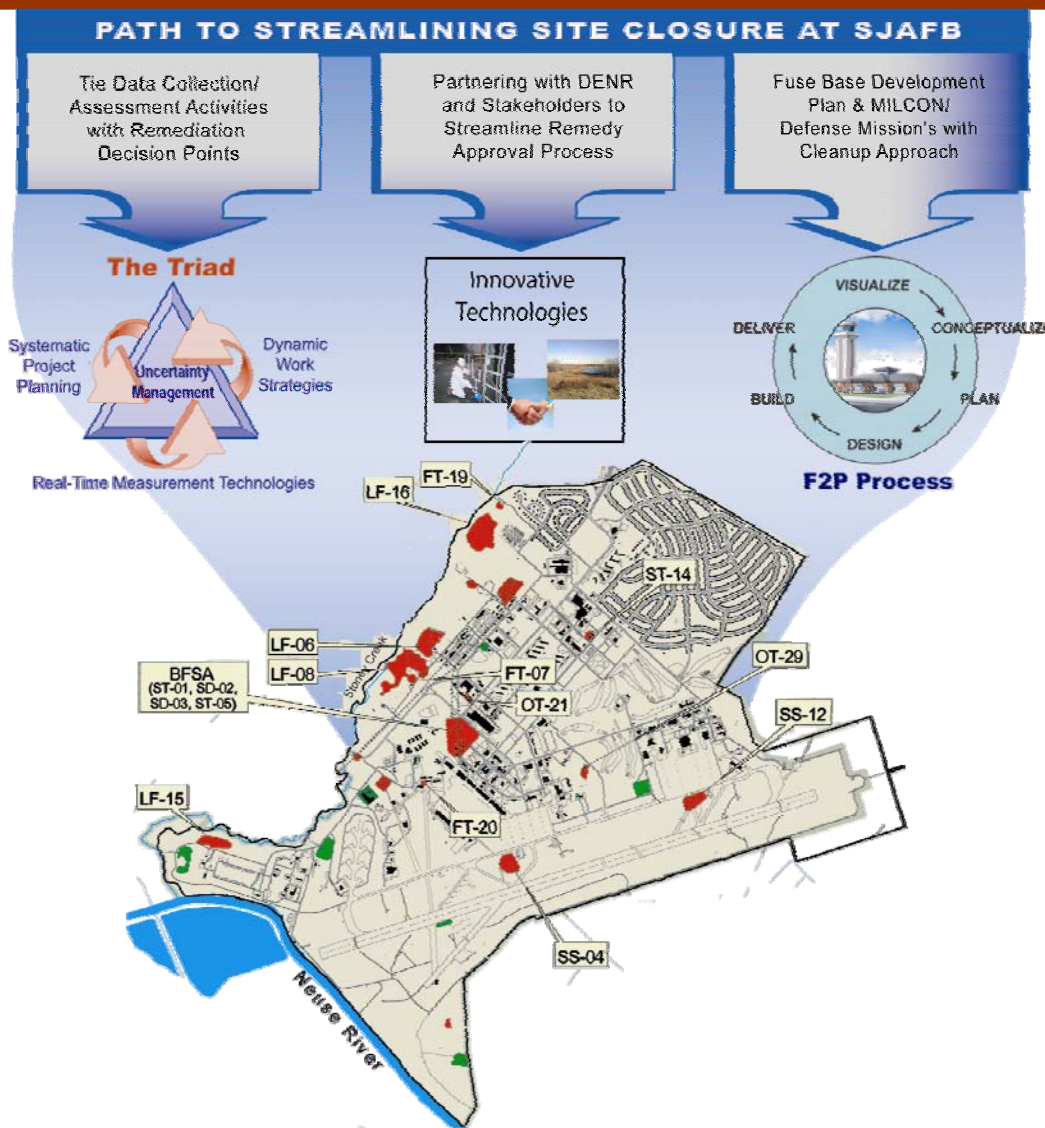 PATH TO STREAMLINING SITE CLOSURE AT SJAFB
Tie Data Collection/
Assessment Activities
with Remediation
Decision Points
Partnering with DENR
and Stakeholders to
Streamline Remedy
Approval Process
Fuse Base Development
Plan & MILCON/
Defense Mission's with
Cleanup Approach
The Triad
Systematic
Project
Planning
Uncertainty
Management
Dynamic
Work
Strategies
Real-Time Measurement Technologies
Innovative
Technologies
VISUALIZE
CONCEPTUALIZE
PLAN
DESIGN
BUILD
DELIVER
F2P Process
FT-19
LF-16
ST-14
LF-06
LF-08
Stoney Creek
FT-07
OT-29
BFSA
(ST-01, SD-02,
SD-03, ST-05)
OT-21
SS-12
LF-15
FT-20
SS-04
Neuse River